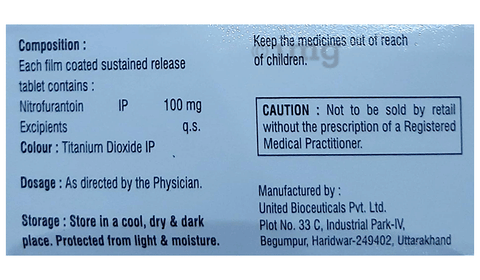 Composition :
Each film coated sustained release
tablet contains :
Nitrofurantoin IP 100 mg
Excipients q.s.
Colour : Titanium Dioxide IP
Dosage : As directed by the Physician.
Storage : Store in a cool, dry & dark
place. Protected from light & moisture.
Keep the medicines out of reach
of children.
CAUTION : Not to be sold by retail
without the prescription of a Registered
Medical Practitioner.
Manufactured by :
United Bioceuticals Pvt. Ltd.
Plot No. 33 C, Industrial Park-IV,
Begumpur, Haridwar-249402, Uttarakhand